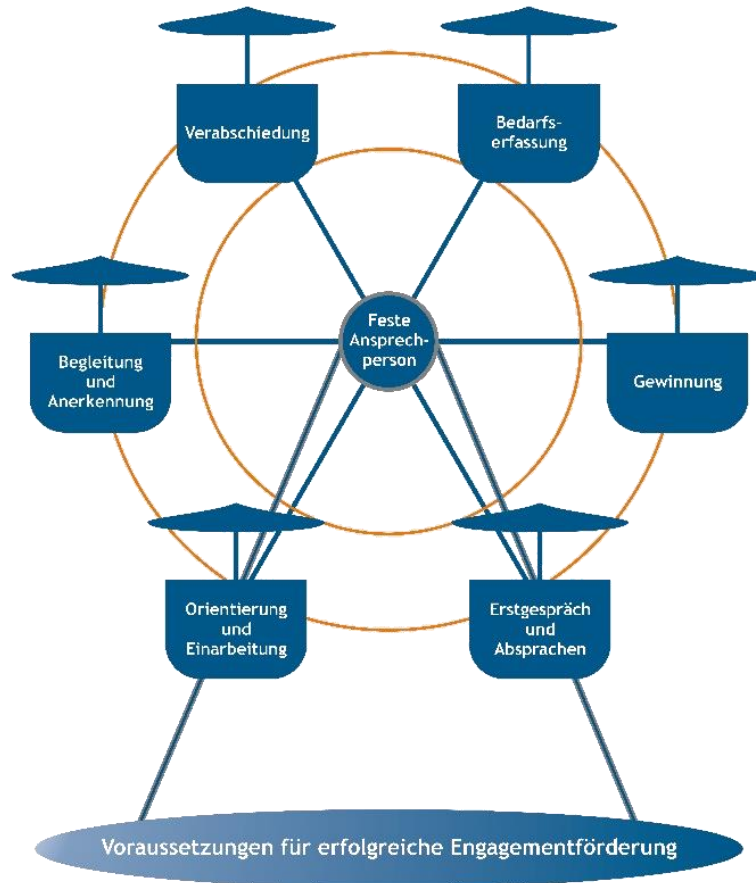 Verabschiedung
Bedarfs-
erfassung
Feste
Ansprech-
person
Begleitung
und
Anerkennung
Gewinnung
Orientierung
und
Einarbeitung
Erstgespräch
und
Absprachen
Voraussetzungen für erfolgreiche Engagementförderung